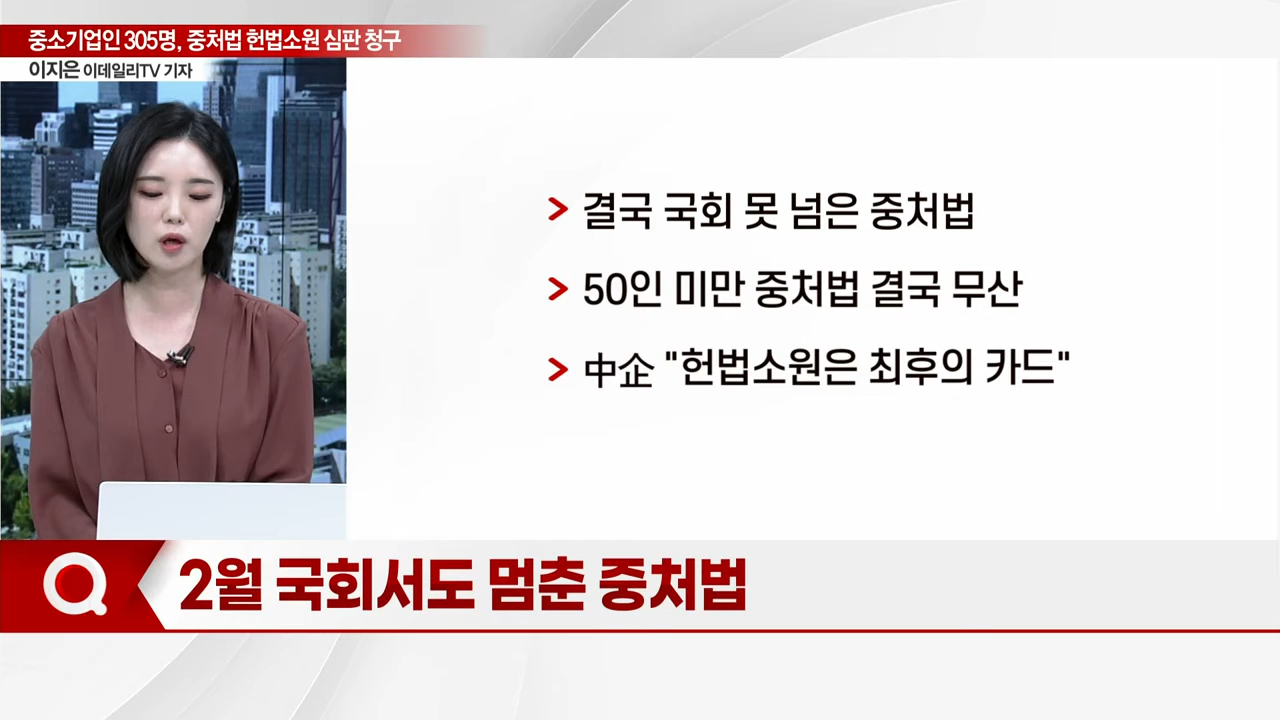 중소기업인 305명, 중처법 헌법소원 심판 청구
이지은 이데일리TV 기자
> 결국 국회 못 넘은 중처법
> 50인 미만 중처법 결국 무산
> 中企 "헌법소원은 최후의 카드"
Q 2월 국회서도 멈춘 중처법